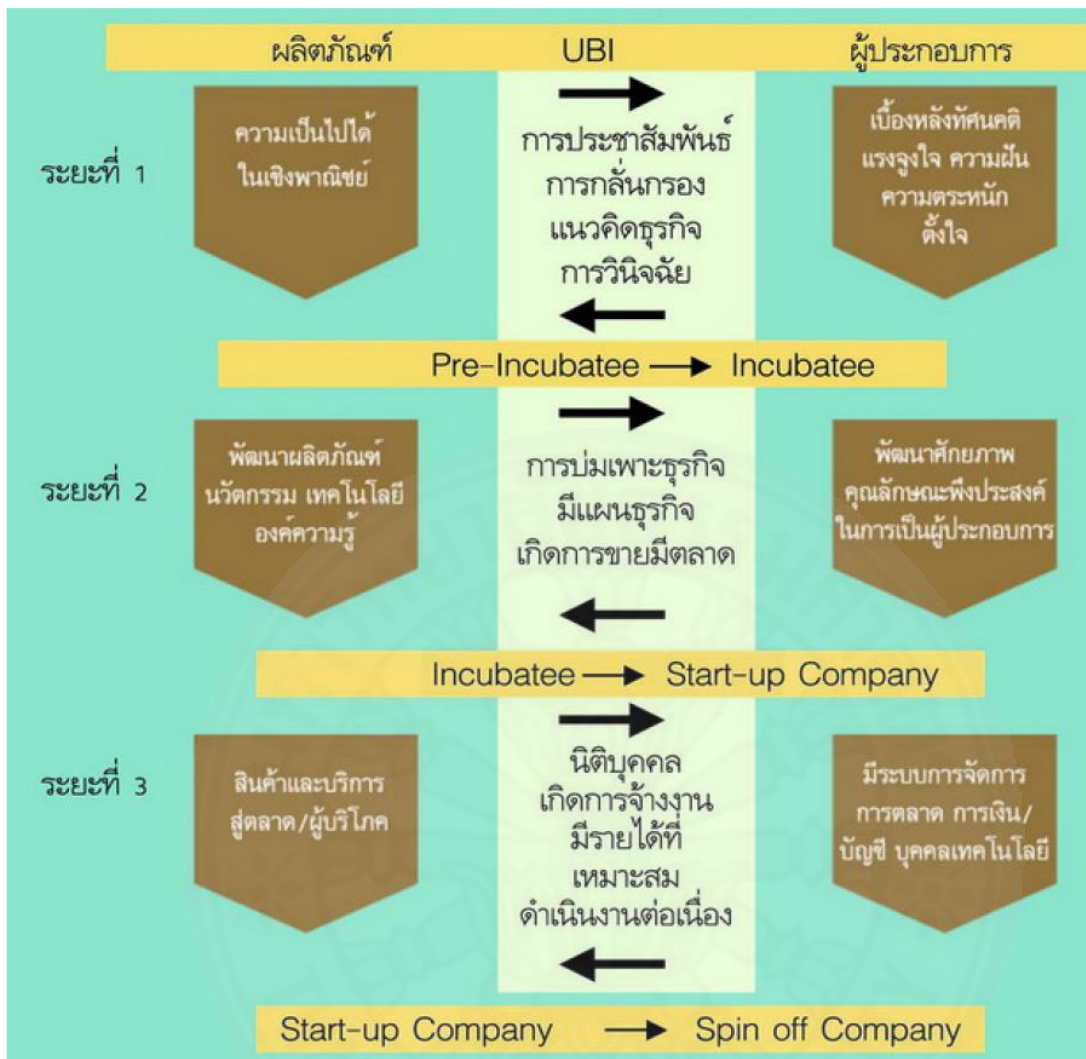 ผลิตภัณฑ์ UBI ผู้ประกอบการ
ระยะที่ 1
ความเป็นไปได้
ในเชิงพาณิชย์
การประชาสัมพันธ์
การกลั่นกรอง
แนวคิดธุรกิจ
การวินิจฉัย
เบื้องหลังทัศนคติ
แรงจูงใจ ความฝัน
ความตระหนัก
ตั้งใจ
Pre-Incubatee → Incubatee
ระยะที่ 2
พัฒนาผลิตภัณฑ์
นวัตกรรม เทคโนโลยี
องค์ความรู้
การบ่มเพาะธุรกิจ
มีแผนธุรกิจ
เกิดการขายมีตลาด
พัฒนาศักยภาพ
คุณลักษณะพึงประสงค์
ในการเป็นผู้ประกอบการ
Incubatee → Start-up Company
ระยะที่ 3
สินค้าและบริการ
สู่ตลาด/ผู้บริโภค
นิติบุคคล
เกิดการจ้างงาน
มีรายได้ที่
เหมาะสม
ดำเนินงานต่อเนื่อง
มีระบบการจัดการ
การตลาด การเงิน/
บัญชี บุคคลเทคโนโลยี
Start-up Company → Spin off Company